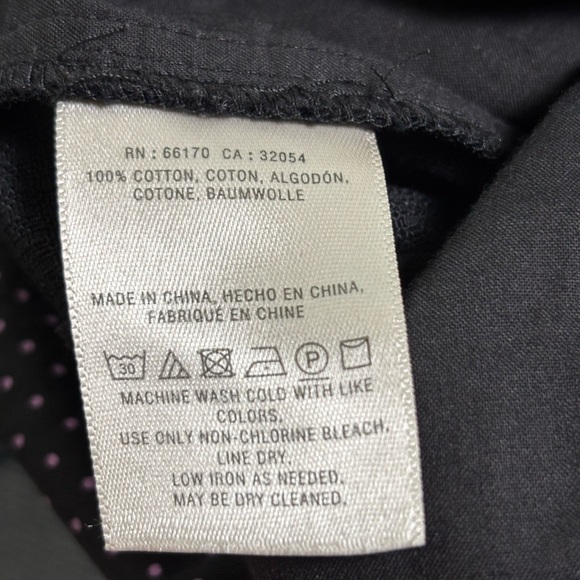 RN : 66170 CA : 32054
100% COTTON, COTON, ALGODÓN,
COTONE, BAUMWOLLE
MADE IN CHINA, HECHO EN CHINA,
FABRIQUÉ EN CHINE
30 P
MACHINE WASH COLD WITH LIKE
COLORS.
USE ONLY NON-CHLORINE BLEACH.
LINE DRY.
LOW IRON AS NEEDED.
MAY BE DRY CLEANED.